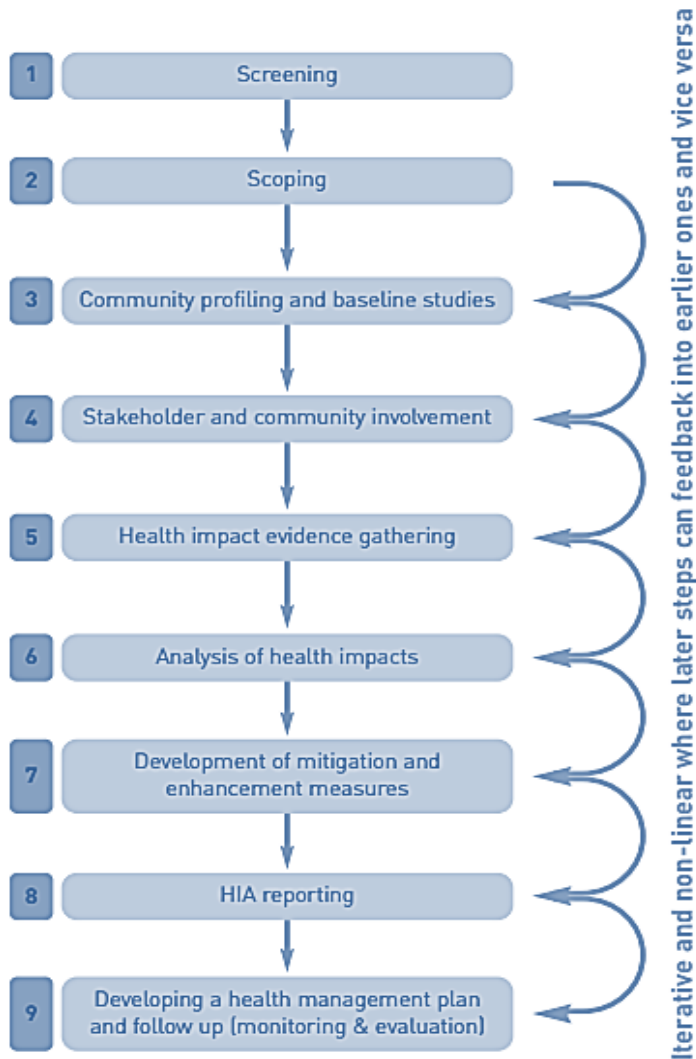 1
Screening
2
Scoping
3
Community profiling and baseline studies
4
Stakeholder and community involvement
5
Health impact evidence gathering
6
Analysis of health impacts
7
Development of mitigation and
enhancement measures
8
HIA reporting
9
Developing a health management plan
and follow up (monitoring & evaluation)
Iterative and non-linear where later steps can feedback into earlier ones and vice versa